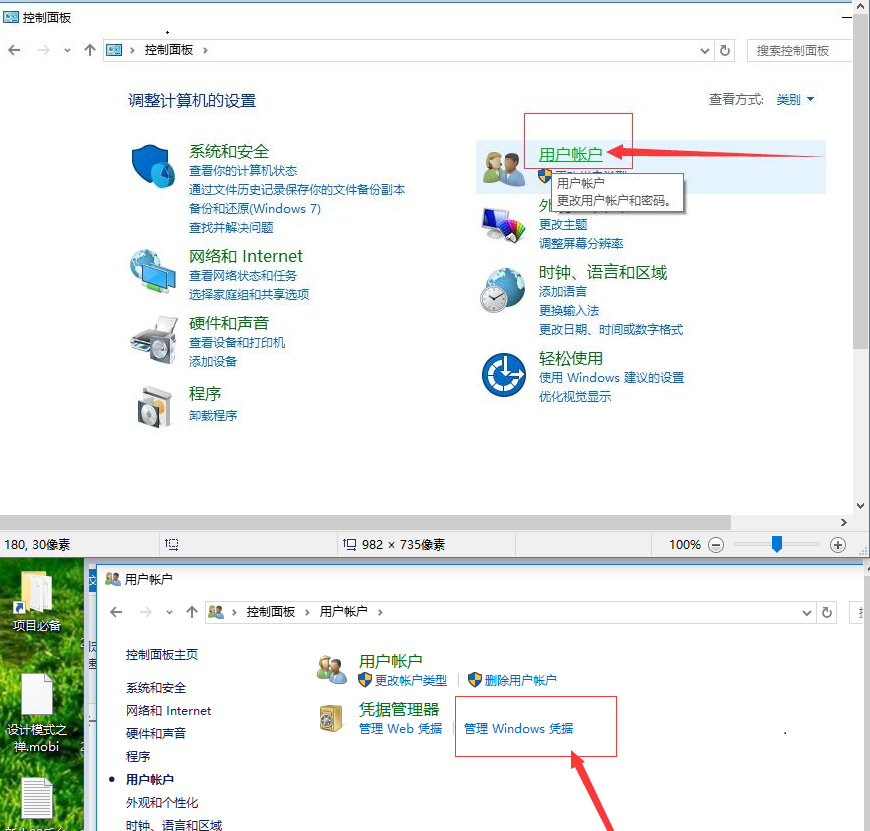 控制面板
控制面板
搜索控制面板
调整计算机的设置
查看方式:
类别
系统和安全
查看你的计算机状态
通过文件历史记录保存你的文件备份副本
备份和还原(Windows 7)
查找并解决问题
网络和 Internet
查看网络状态和任务
选择家庭组和共享选项
硬件和声音
查看设备和打印机
添加设备
程序
卸载程序
用户帐户
用户帐户
更改用户帐户和密码。
更改主题
调整屏幕分辨率
时钟、语言和区域
添加语言
更换输入法
更改日期、时间或数字格式
轻松使用
使用 Windows 建议的设置
优化视觉显示
180, 30像素
982 × 735像素
100%
项目必备
设计模式之
禅.mobi
用户帐户
控制面板
用户帐户
控制面板主页
系统和安全
网络和 Internet
硬件和声音
程序
用户帐户
外观和个性化
时钟、语言和区域
用户帐户
更改帐户类型
删除用户帐户
凭据管理器
管理 Web 凭据
管理 Windows 凭据